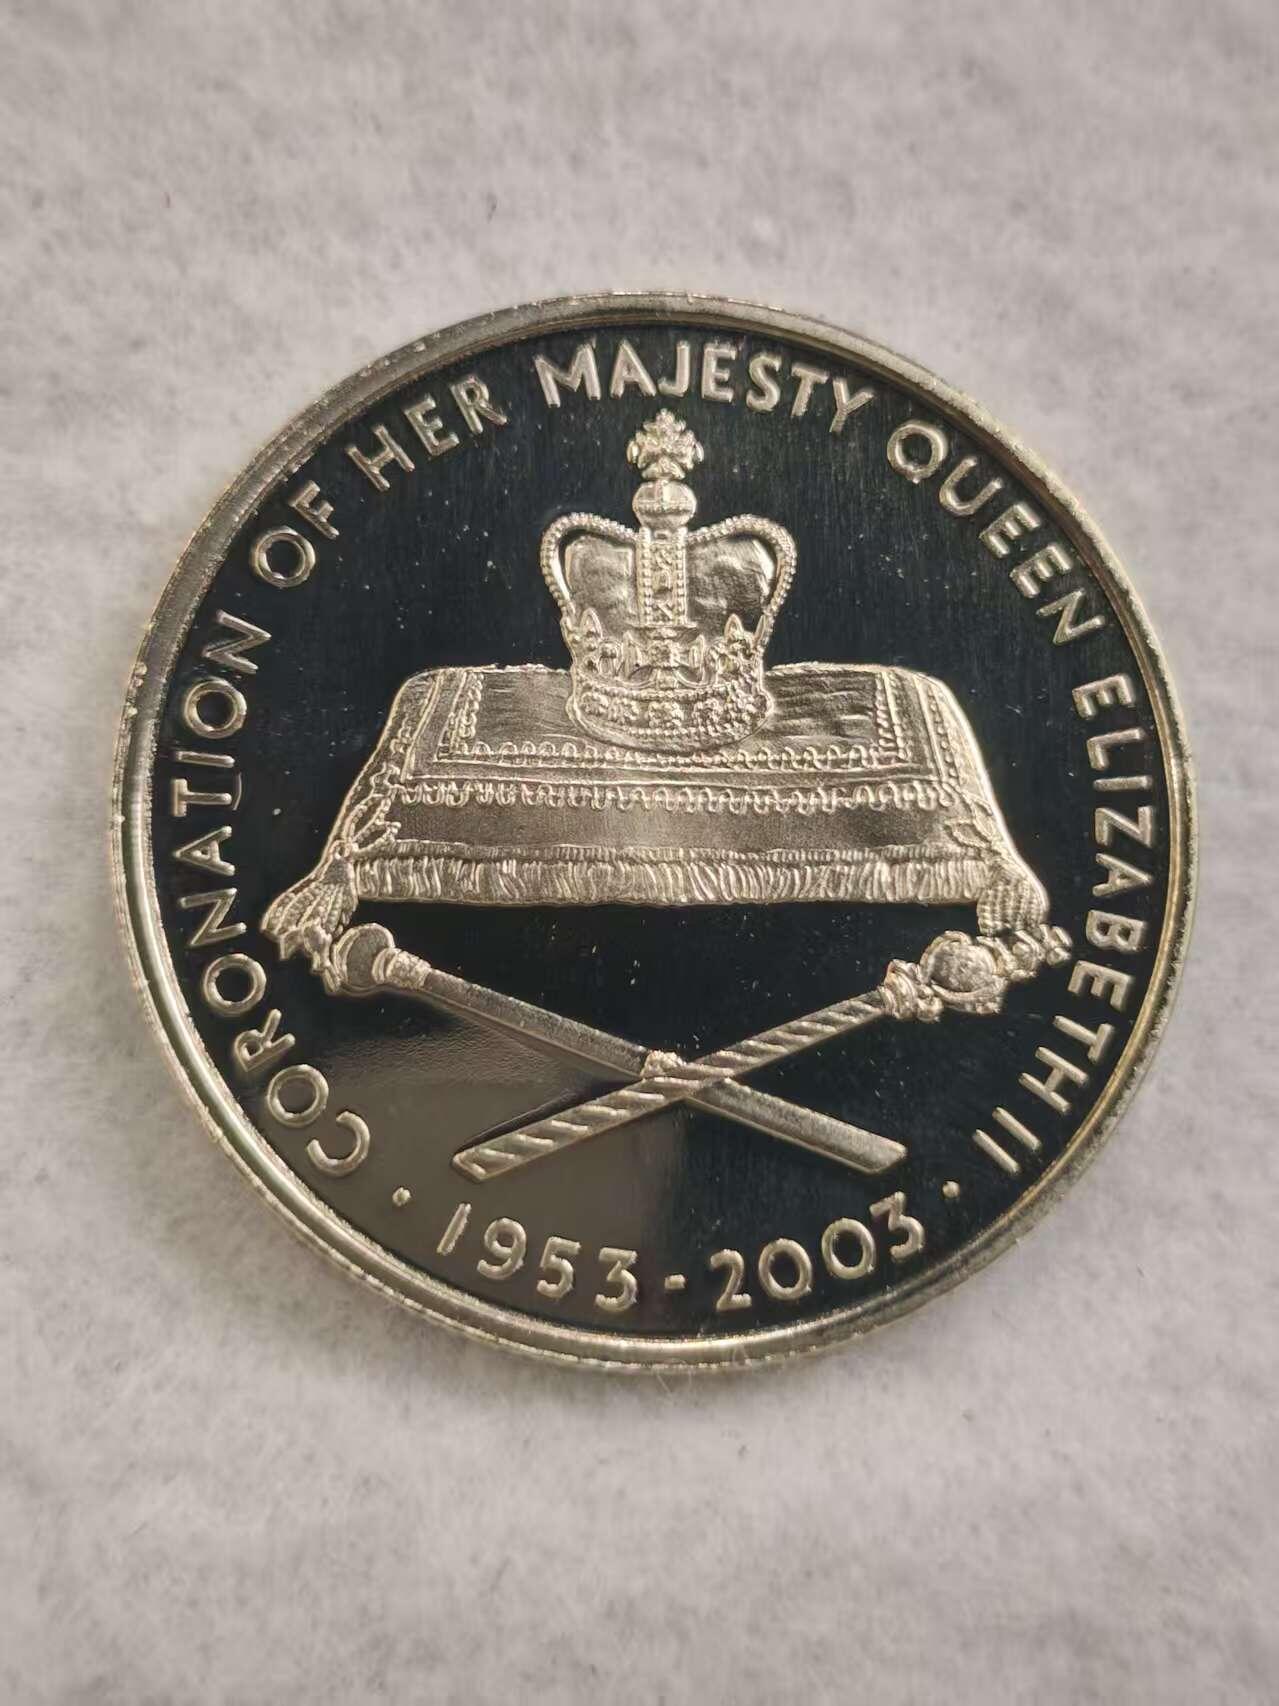 CORONATION OF HER MAJESTY QUEEN ELIZABETH II
· 1953-2003 ·